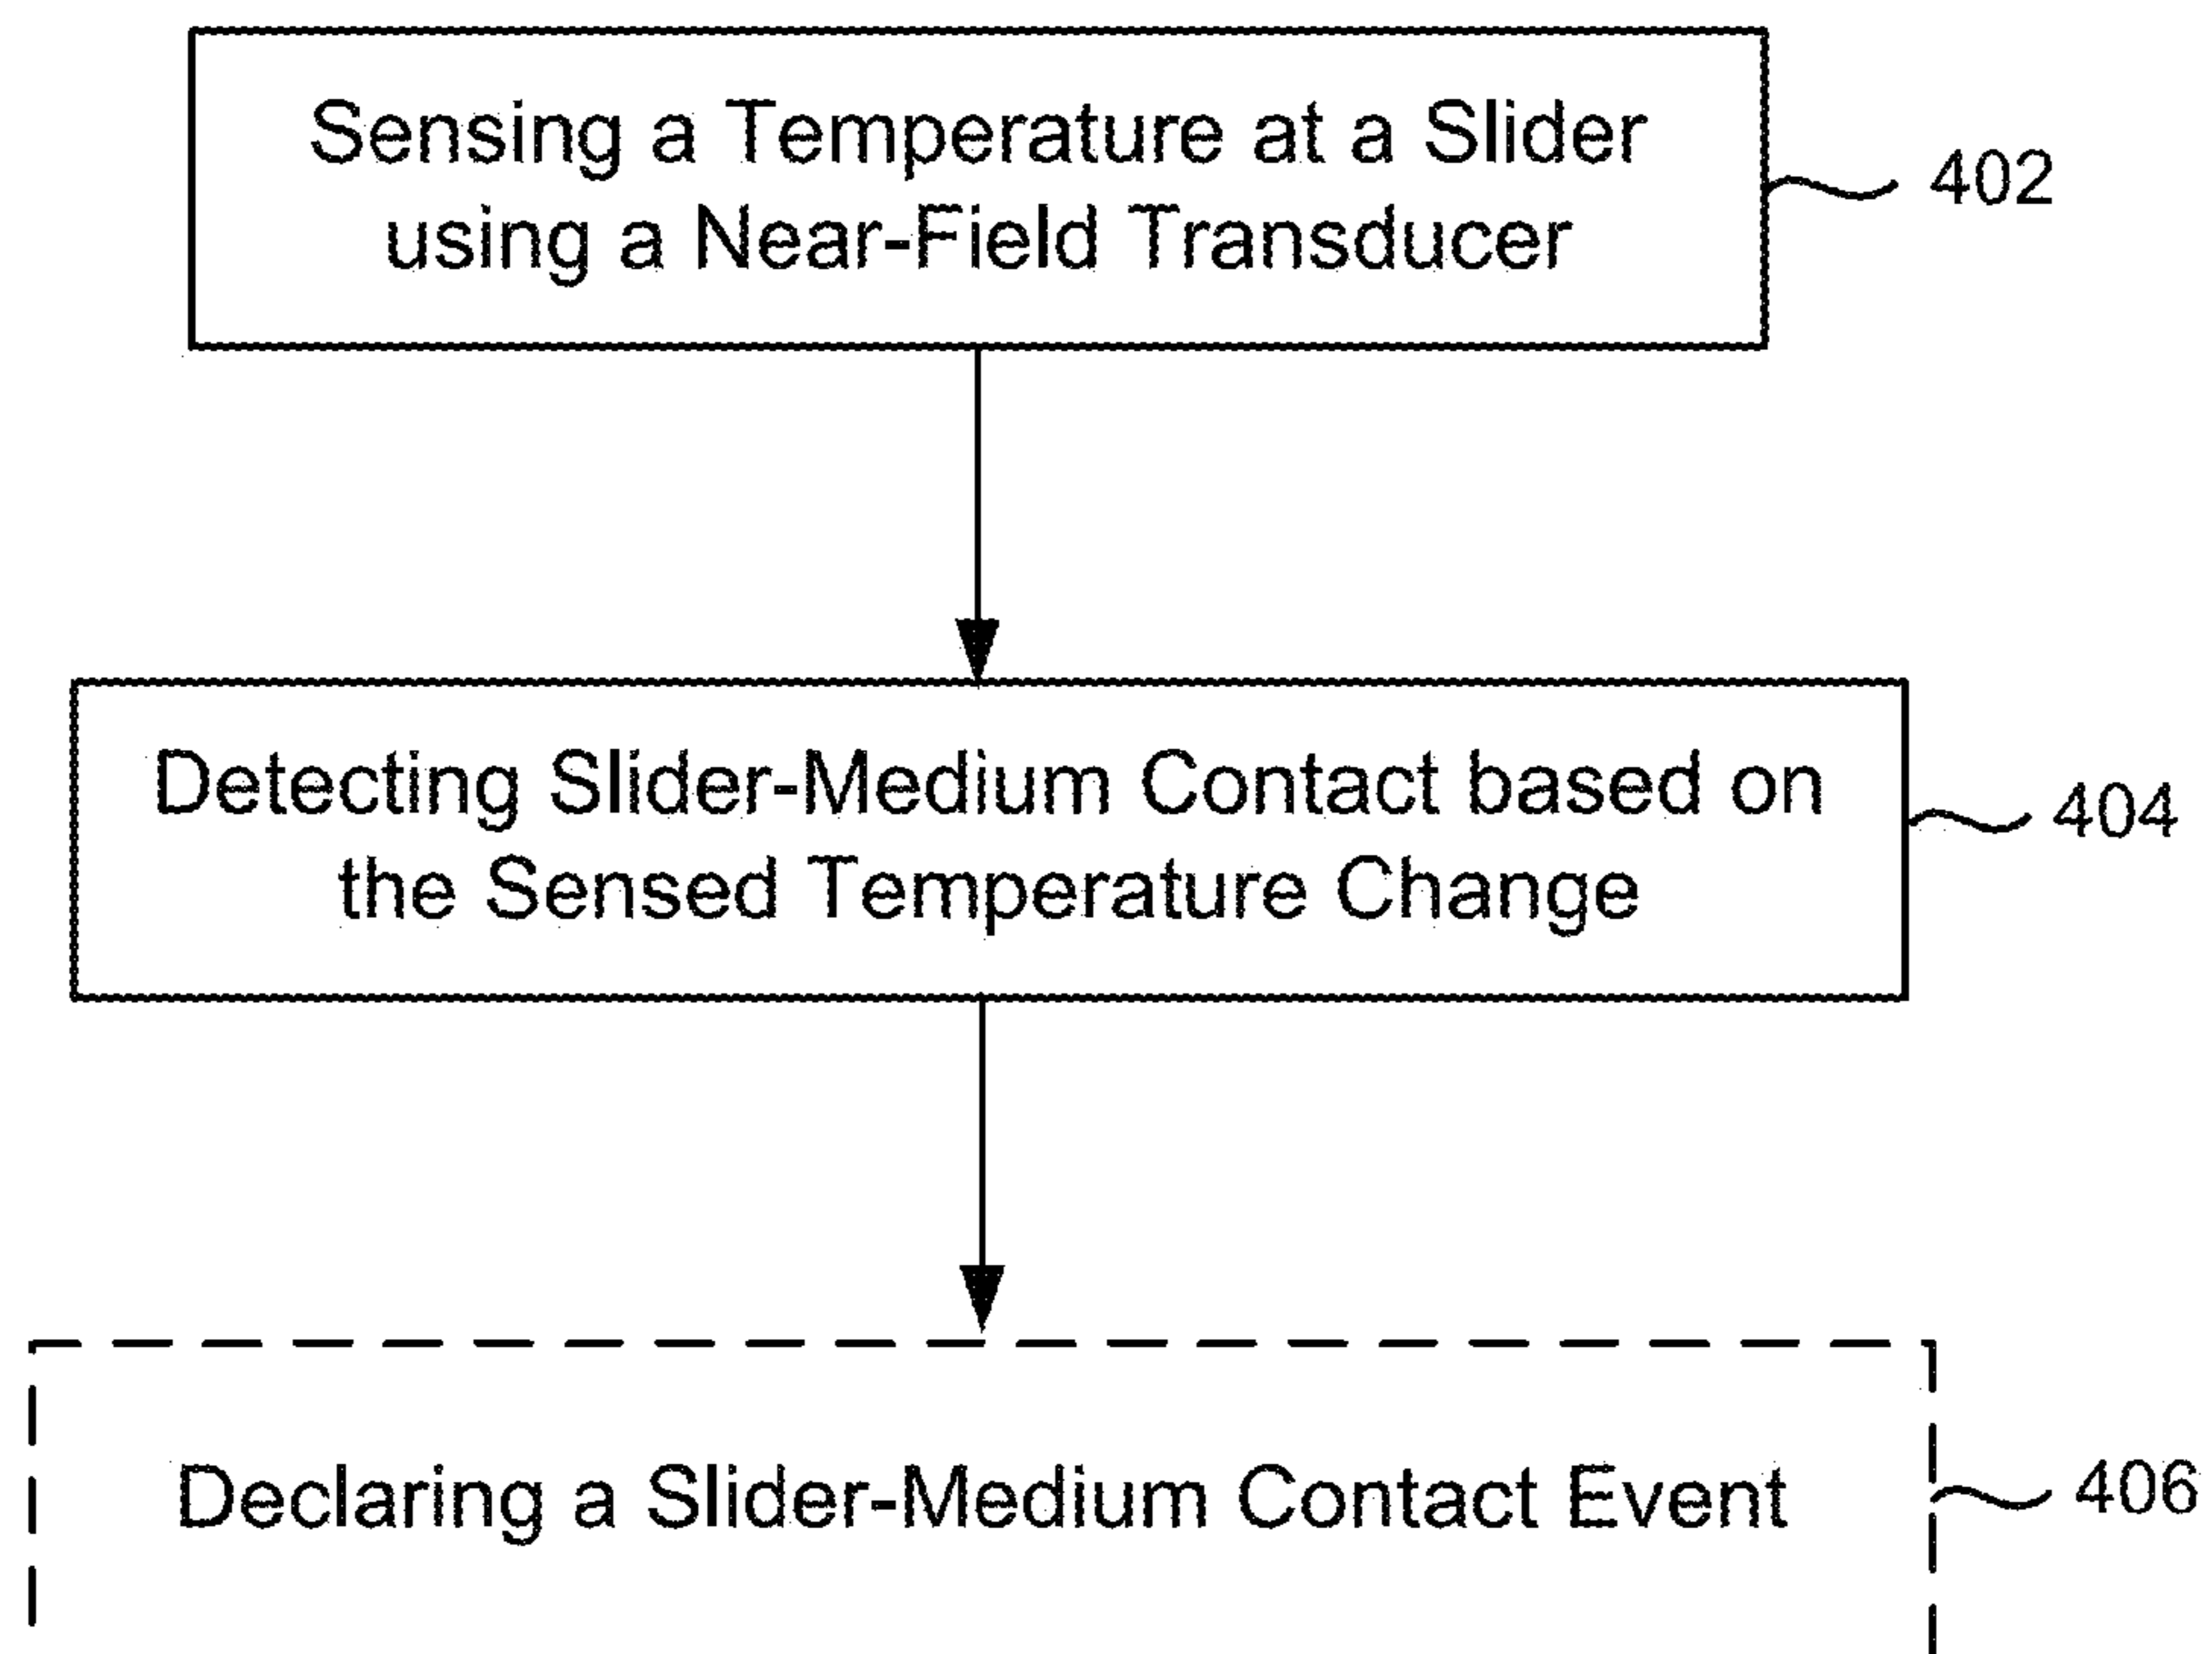 Sensing a Temperature at a Slider
using a Near-Field Transducer
402
Detecting Slider-Medium Contact based on
the Sensed Temperature Change
404
Declaring a Slider-Medium Contact Event
406